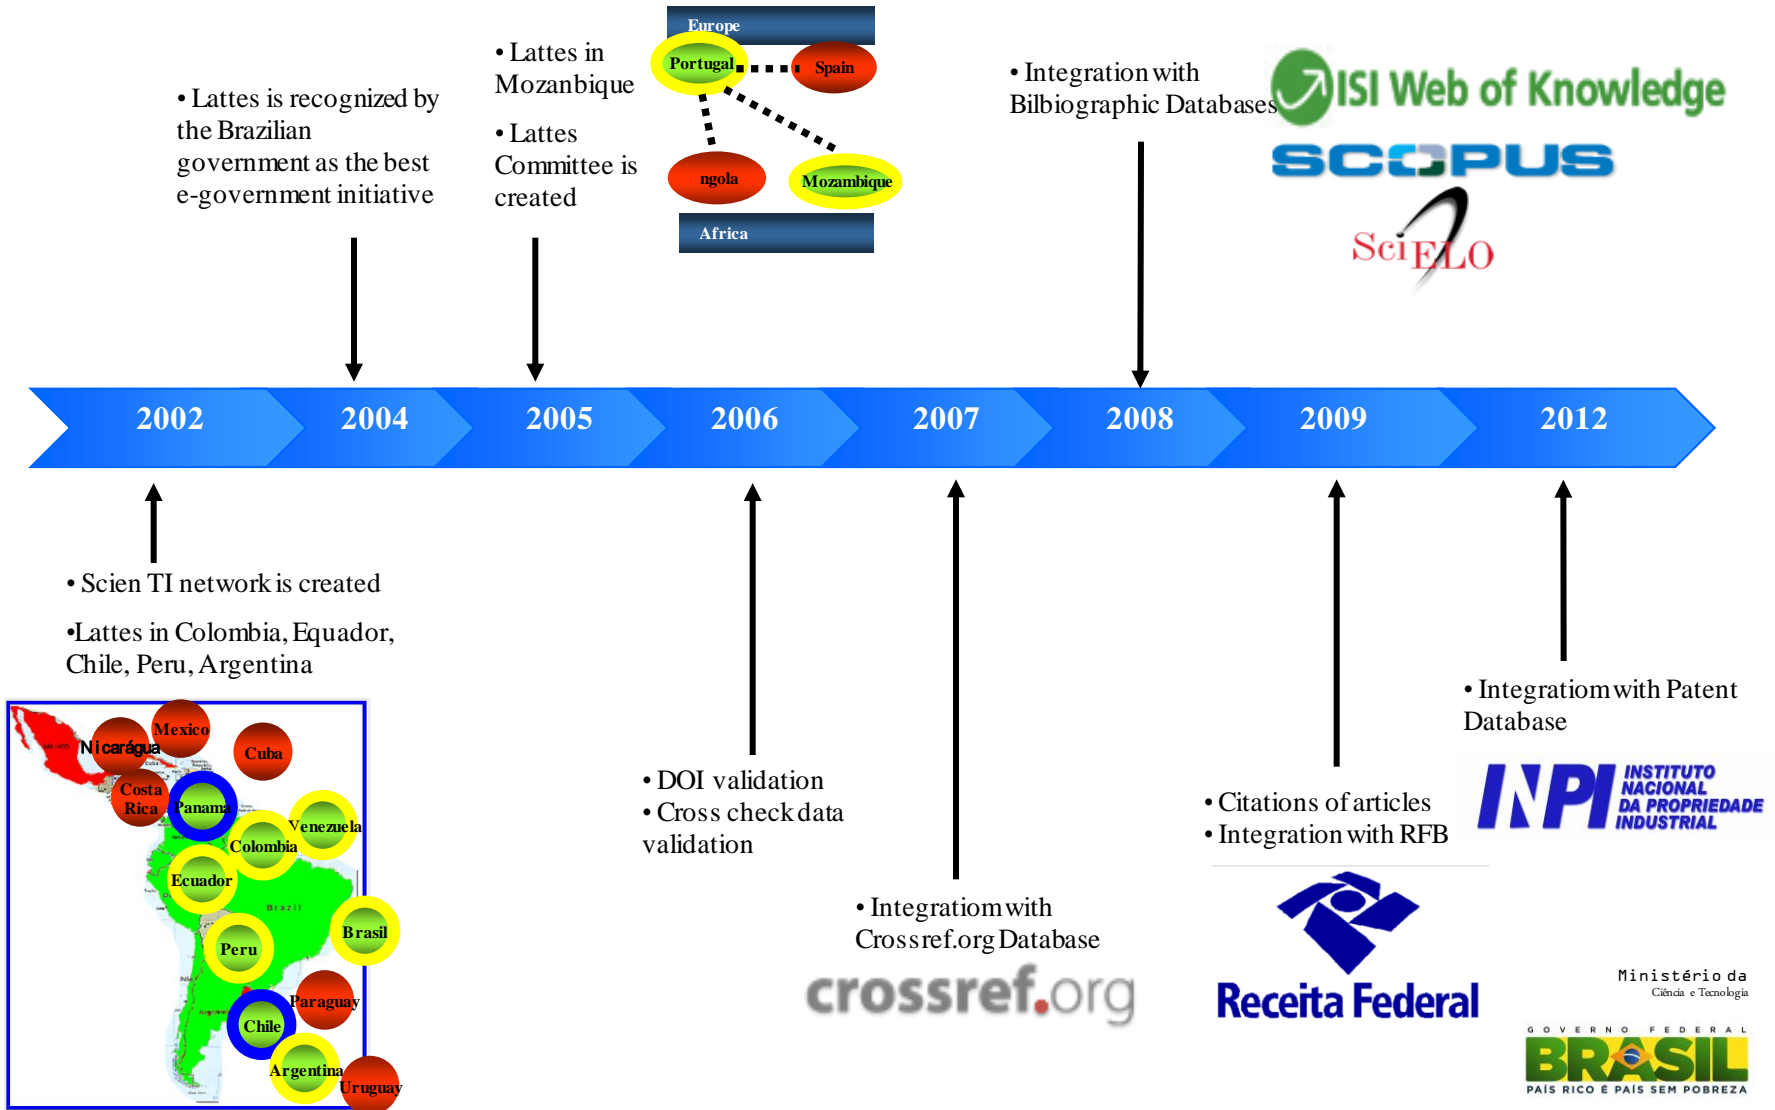 • Lattes is recognized by
the Brazilian
government as the best
e-government initiative
• Lattes in
Mozanbique
• Lattes
Committee is
created
Europe
Portugal
Spain
ngola
Mozambique
Africa
• Integration with
Bilbiographic Databases
ISI Web of Knowledge
SCOPUS
SciELO
2002
2004
2005
2006
2007
2008
2009
2012
• Scien TI network is created
•Lattes in Colombia, Equador,
Chile, Peru, Argentina
Mexico
Nicarágua
Cuba
Costa
Rica
Panama
Venezuela
Colombia
Ecuador
Brazil
Brasil
Peru
Paraguay
Chile
Argentina
Uruguay
• DOI validation
• Cross check data
validation
• Integratiom with
Crossref.org Database
crossref.org
• Citations of articles
• Integration with RFB
Receita Federal
• Integratiom with Patent
Database
INPI
INSTITUTO
NACIONAL
DA PROPRIEDADE
INDUSTRIAL
Ministério da
Ciência e Tecnologia
GOVERNO FEDERAL
BRASIL
PAÍS RICO É PAÍS SEM POBREZA